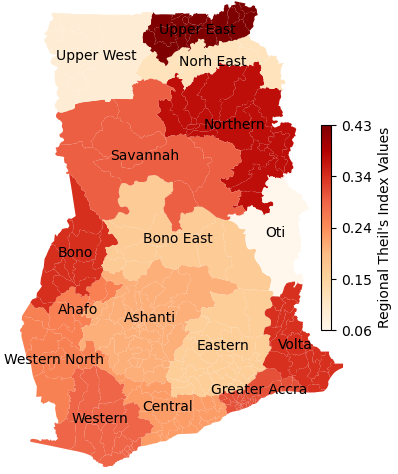 Upper East
Upper West
Norh East
Northern
Savannah
Bono East
Oti
Bono
Ahafo
Ashanti
Western North
Eastern
Volta
Greater Accra
Central
Western
0.43
0.34
0.24
0.15
0.06
Regional Theil's Index Values